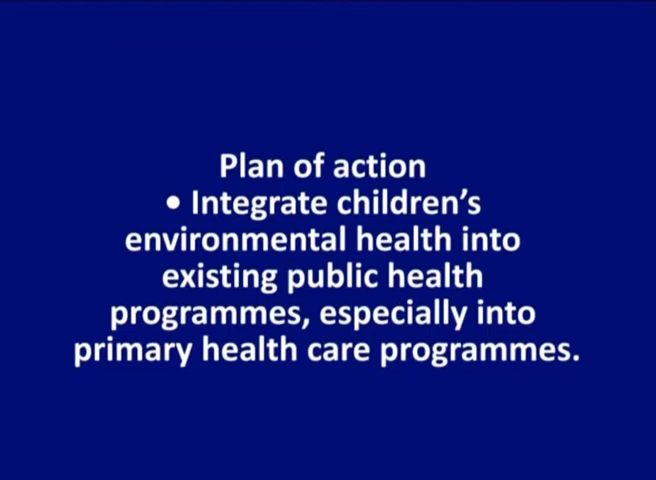 Plan of action
• Integrate children’s
environmental health into
existing public health
programmes, especially into
primary health care programmes.